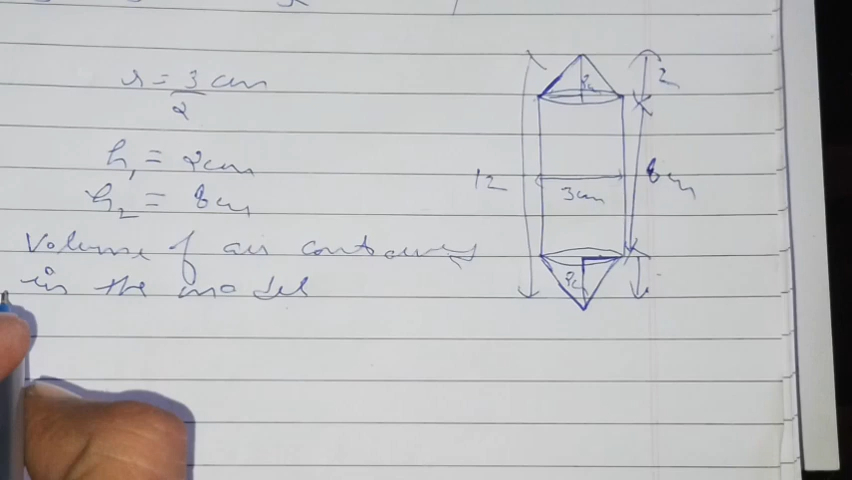 r = 3 cm
2
h₁ = 2cm
h₂ = 8cm
Volume of air contained
in the model
2
12
3cm
8cm
2c